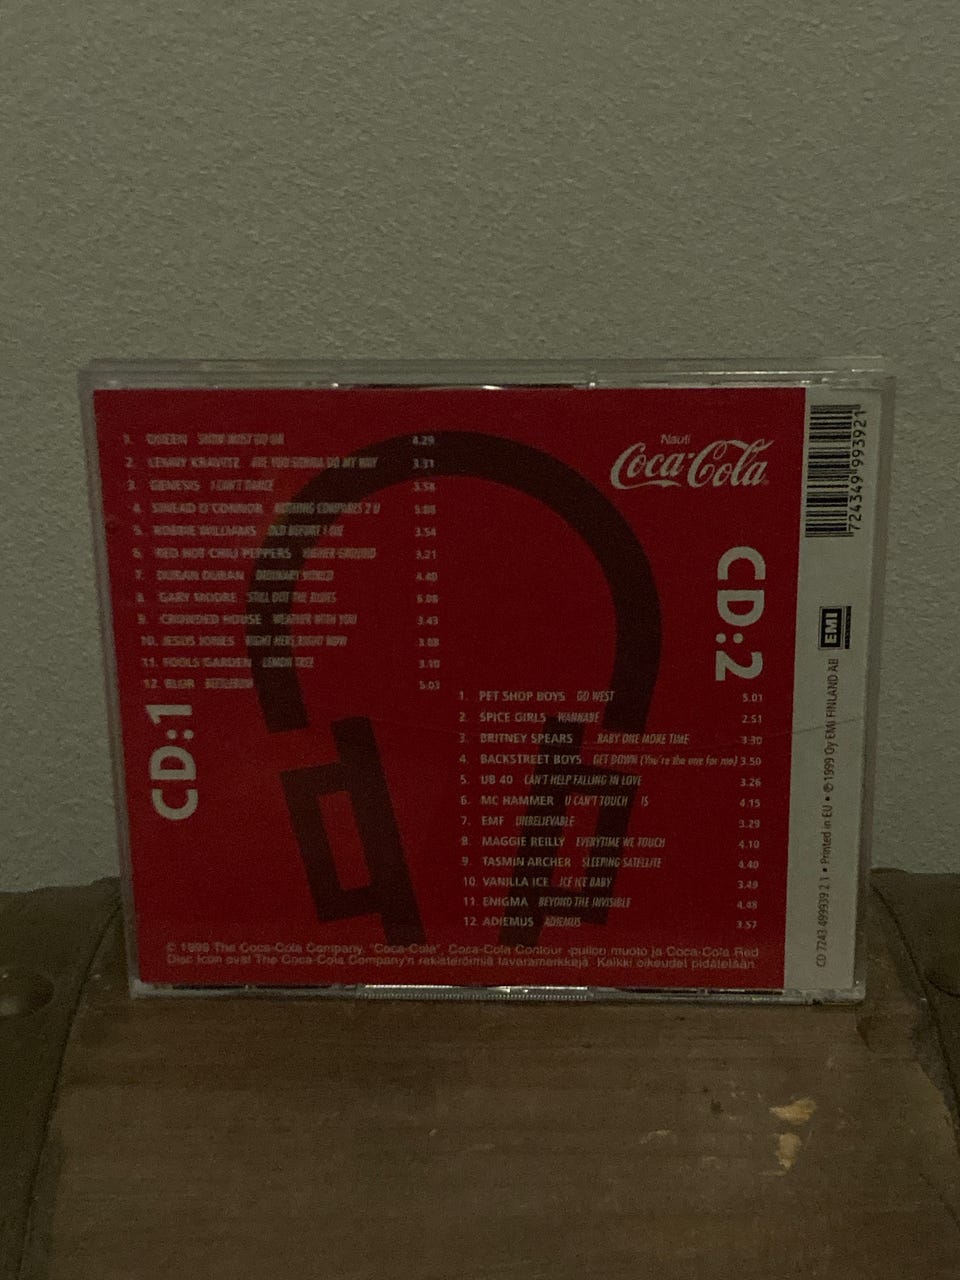 1. QUEEN SHOW MUST GO ON 4.29
2. LENNY KRAVITZ ARE YOU GONNA GO MY WAY 3.31
3. GENESIS I CAN'T DANCE 3.58
4. SINEAD O'CONNOR NOTHING COMPARES 2 U 5.08
5. ROBBIE WILLIAMS OLD BEFORE I DIE 3.54
6. RED HOT CHILI PEPPERS HIGHER GROUND 3.21
7. DURAN DURAN ORDINARY WORLD 4.40
8. GARY MOORE STILL GOT THE BLUES 6.08
9. CROWDED HOUSE WEATHER WITH YOU 3.43
10. JESUS JONES RIGHT HERE, RIGHT NOW 3.08
11. FOOLS GARDEN LEMON TREE 3.10
12. BLUR BEETLEBUM 5.03
CD:1
Nauti
Coca-Cola
CD:2
1. PET SHOP BOYS GO WEST 5.01
2. SPICE GIRLS WANNABE 2.51
3. BRITNEY SPEARS ...BABY ONE MORE TIME 3.30
4. BACKSTREET BOYS GET DOWN (You're the one for me) 3.50
5. UB 40 CAN'T HELP FALLING IN LOVE 3.26
6. MC HAMMER U CAN'T TOUCH IS 4.15
7. EMF UNBELIEVABLE 3.29
8. MAGGIE REILLY EVERYTIME WE TOUCH 4.10
9. TASMIN ARCHER SLEEPING SATELLITE 4.40
10. VANILLA ICE ICE ICE BABY 3.49
11. ENIGMA BEYOND THE INVISIBLE 4.48
12. ADIEMUS ADIEMUS 3.57
© 1999 The Coca-Cola Company. "Coca-Cola", Coca-Cola Contour -pullon muoto ja Coca-Cola Red
Disc Icon ovat The Coca-Cola Company'n rekisteröimiä tavaramerkkejä. Kaikki oikeudet pidätetään.
7 24349 99392 1
EMI
CD 7243 499939 2 1 • Printed in EU • ℗ 1999 Oy EMI FINLAND AB